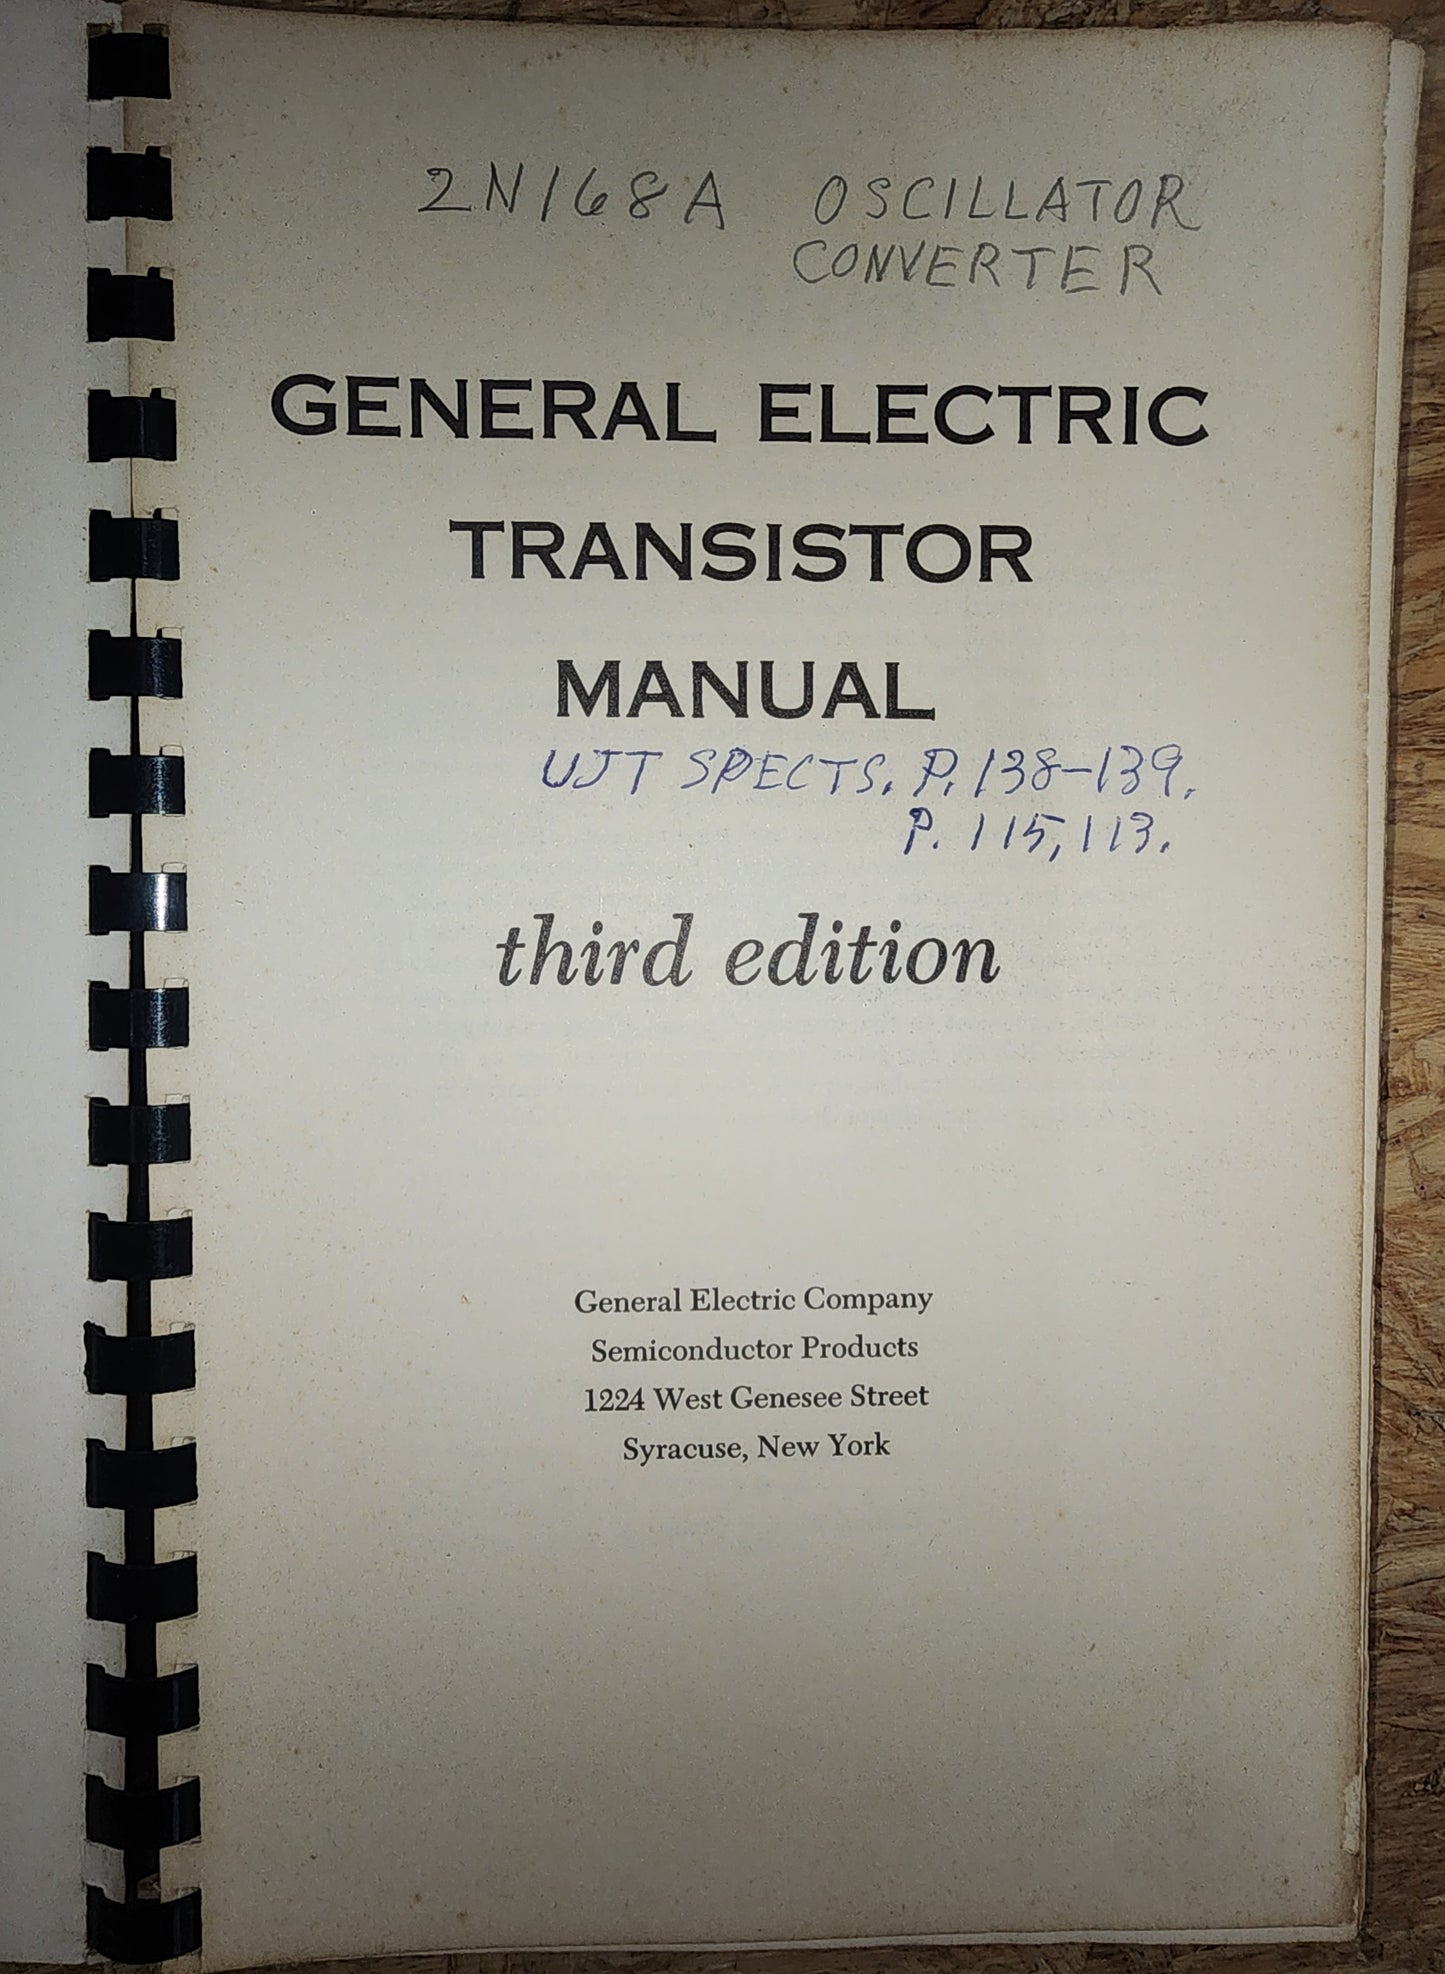 2N168A OSCILLATOR
CONVERTER
GENERAL ELECTRIC
TRANSISTOR
MANUAL
UJT SPECTS. P. 138-139.
P. 115, 113.
third edition
General Electric Company
Semiconductor Products
1224 West Genesee Street
Syracuse, New York